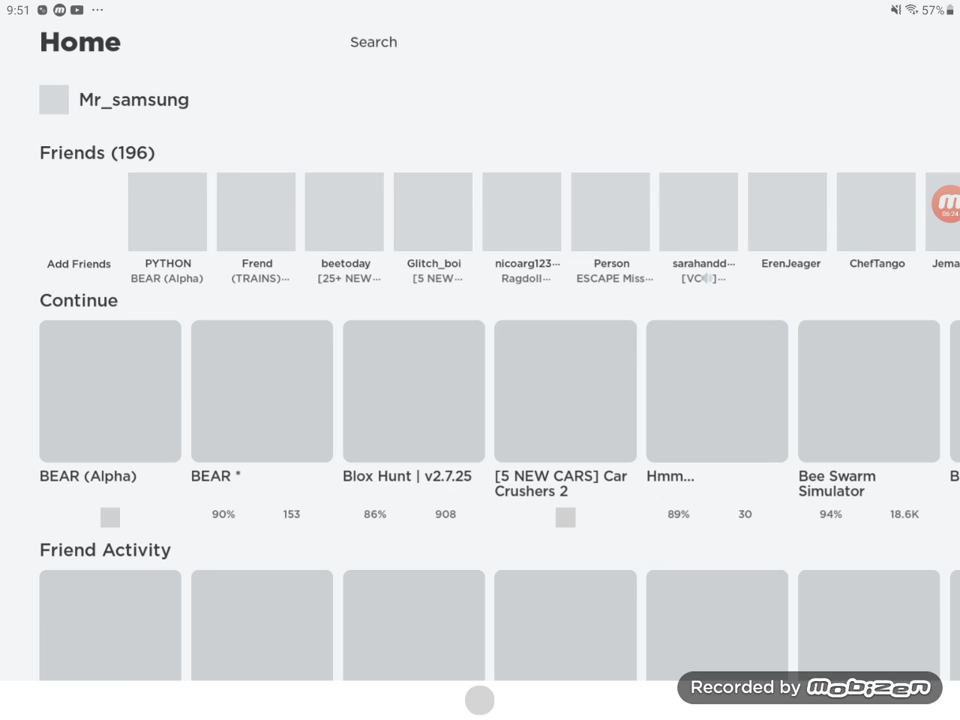 9:51 57%
Home Search
Mr_samsung
Friends (196)
Add Friends PYTHON Frend beetoday Glitch_boi nicoarg123... Person sarahandd... ErenJeager ChefTango Jema
BEAR (Alpha) (TRAINS)... [25+ NEW... [5 NEW... Ragdoll... ESCAPE Miss... [VC🔊]...
06:24
Continue
BEAR (Alpha) BEAR * Blox Hunt | v2.7.25 [5 NEW CARS] Car Hmm... Bee Swarm B
Crushers 2 Simulator
90% 153 86% 908 89% 30 94% 18.6K
Friend Activity
Recorded by mobizen